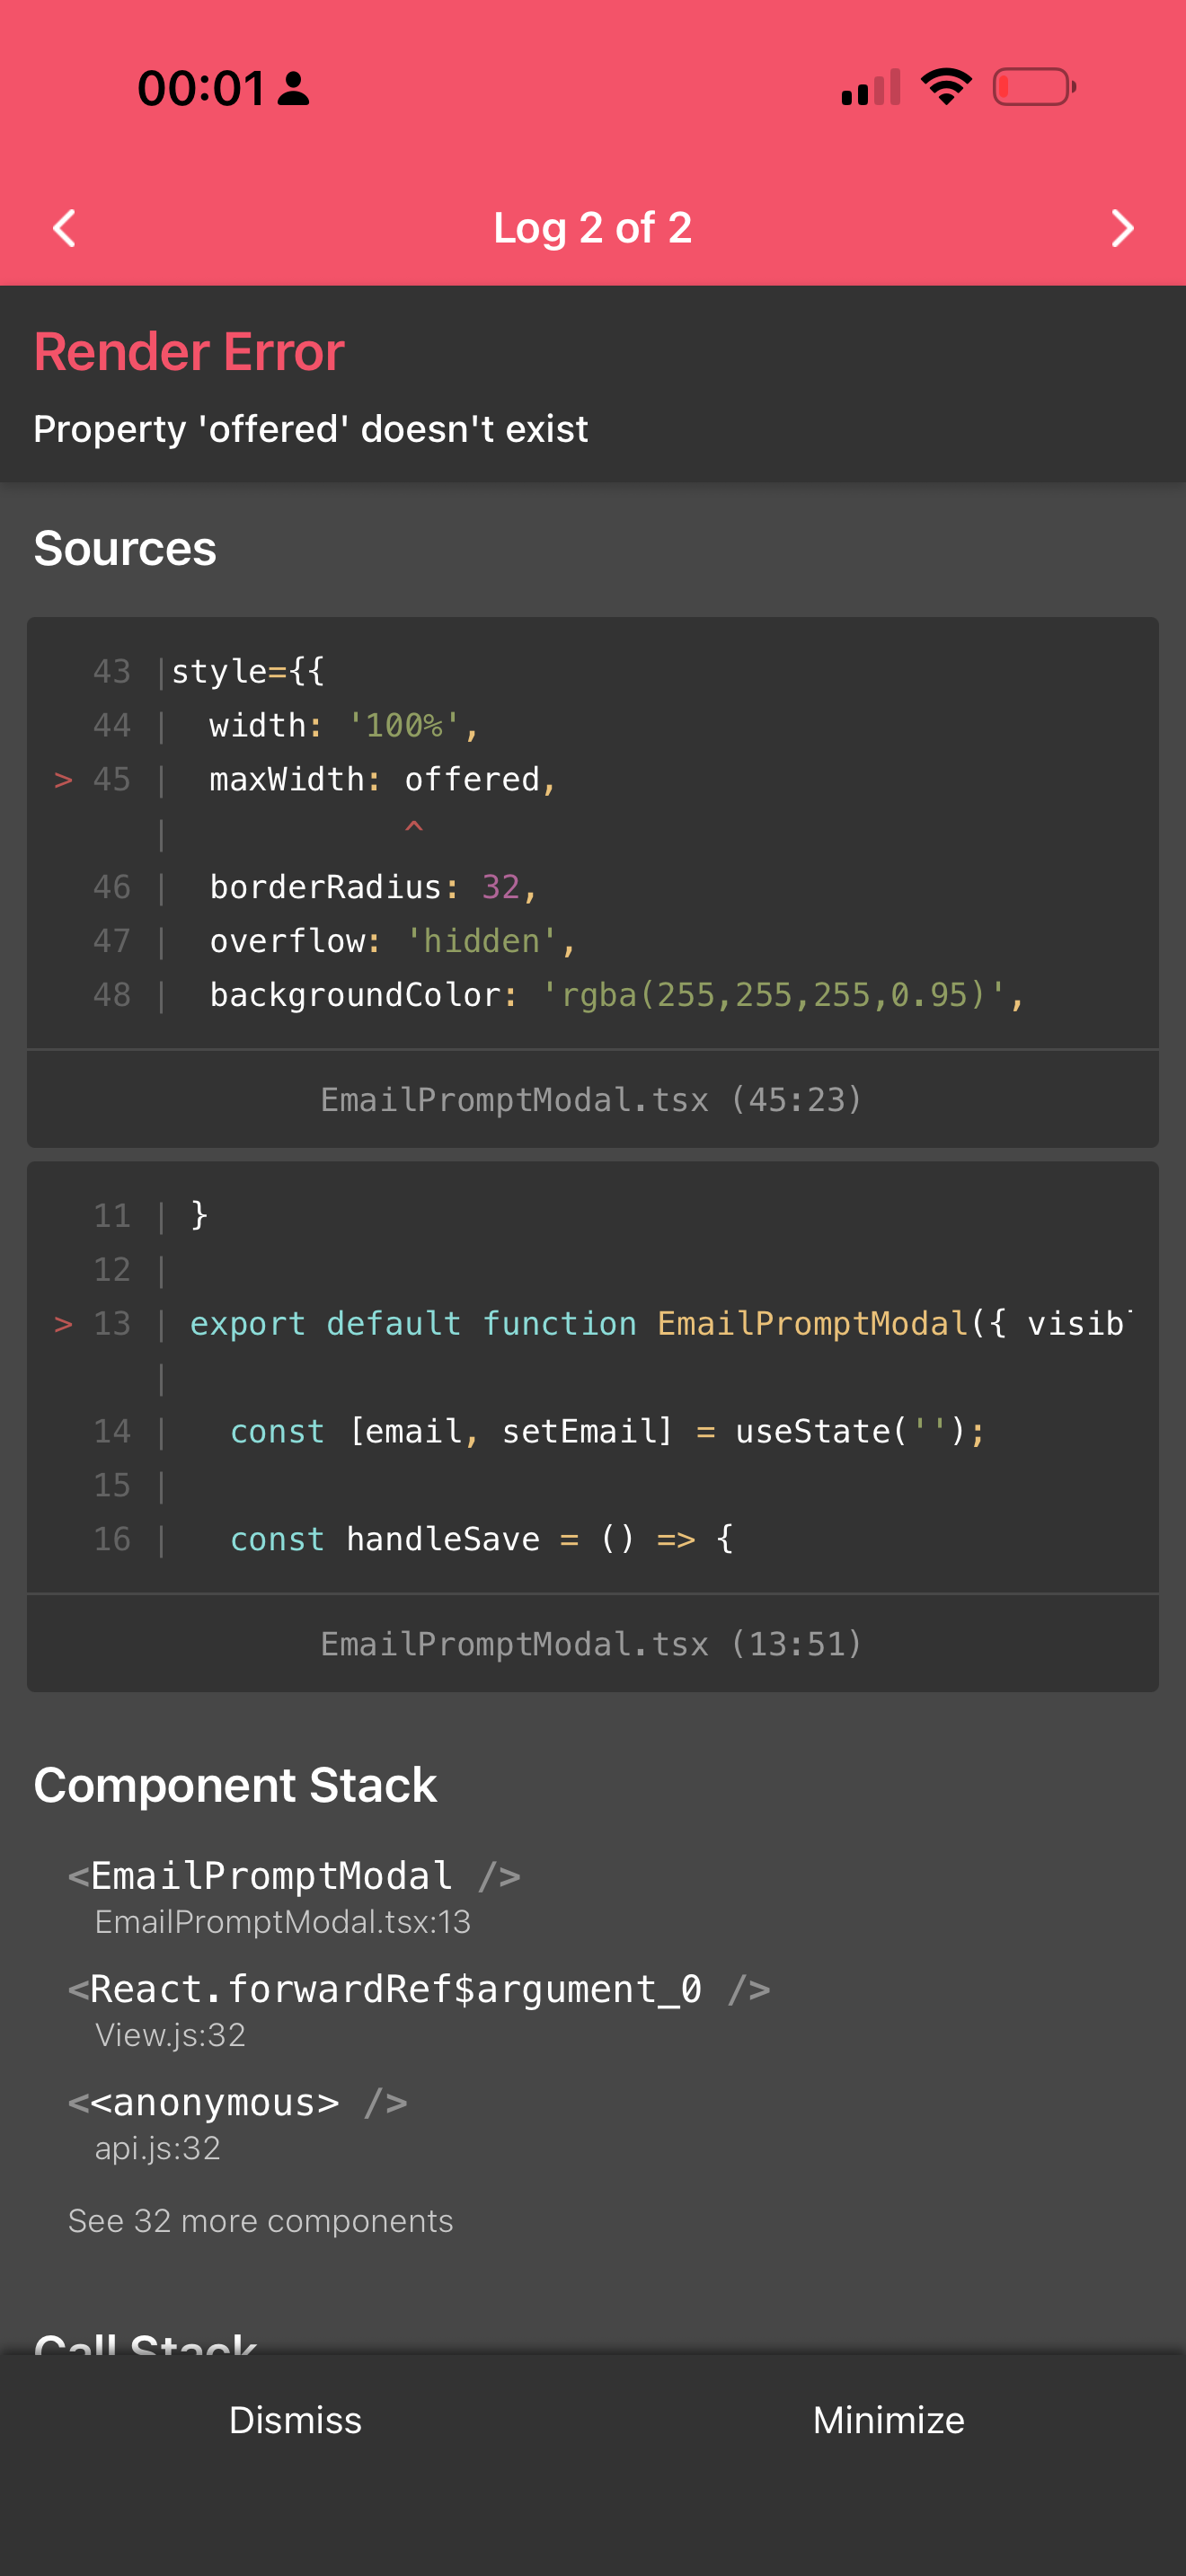 00:01
Log 2 of 2
Render Error
Property 'offered' doesn't exist
Sources
43 |style={{
44 |  width: '100%',
> 45 |  maxWidth: offered,
|            ^
46 |  borderRadius: 32,
47 |  overflow: 'hidden',
48 |  backgroundColor: 'rgba(255,255,255,0.95)',
EmailPromptModal.tsx (45:23)
11 | }
12 |
> 13 | export default function EmailPromptModal({ visib
|
14 |   const [email, setEmail] = useState('');
15 |
16 |   const handleSave = () => {
EmailPromptModal.tsx (13:51)
Component Stack
<EmailPromptModal />
EmailPromptModal.tsx:13
<React.forwardRef$argument_0 />
View.js:32
<<anonymous> />
api.js:32
See 32 more components
Call Stack
Dismiss
Minimize